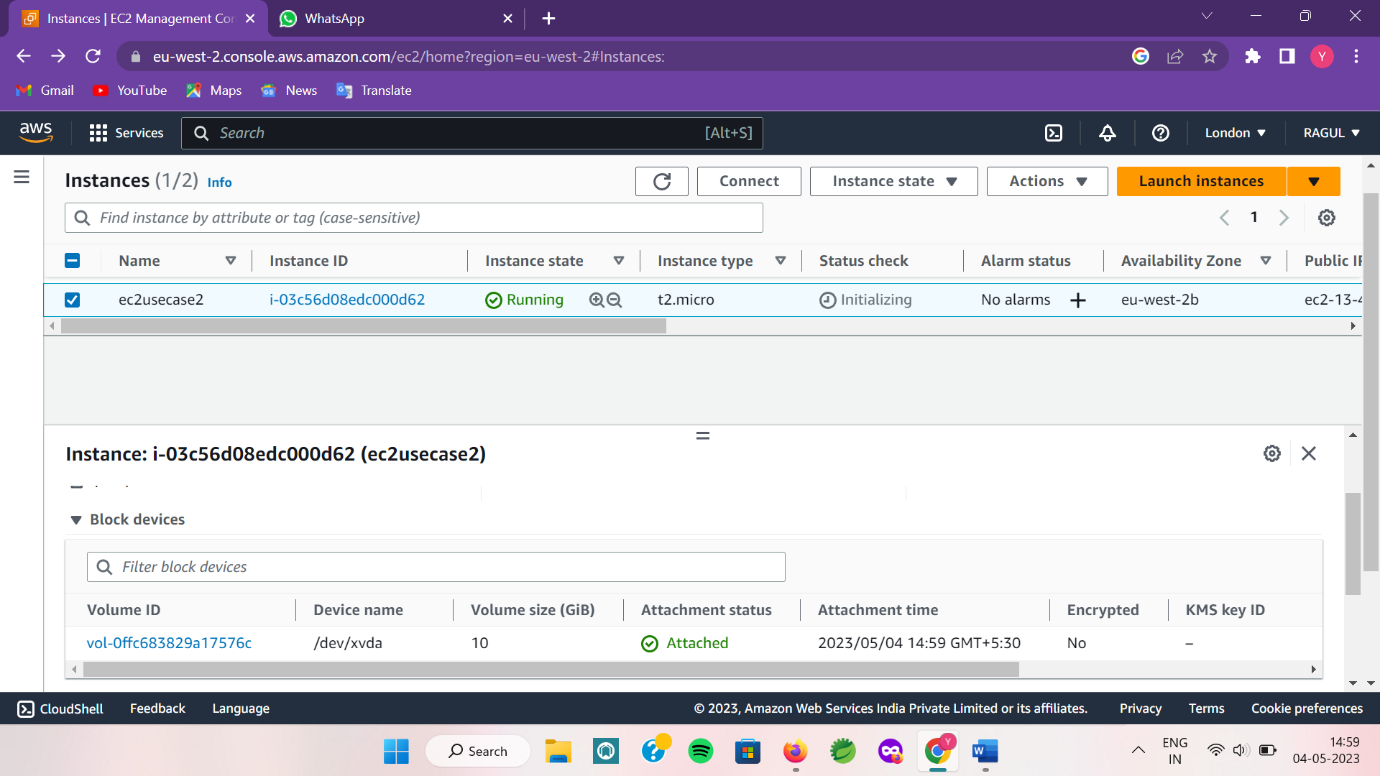 Instances | EC2 Management Con
WhatsApp
eu-west-2.console.aws.amazon.com/ec2/home?region=eu-west-2#Instances:
Y
Gmail YouTube Maps News Translate
aws Services Search [Alt+S] London RAGUL
Instances (1/2) Info Connect Instance state Actions Launch instances
Find instance by attribute or tag (case-sensitive) 1
Name Instance ID Instance state Instance type Status check Alarm status Availability Zone Public IP
ec2usecase2 i-03c56d08edc000d62 Running t2.micro Initializing No alarms + eu-west-2b ec2-13-4
Instance: i-03c56d08edc000d62 (ec2usecase2)
Block devices
Filter block devices
Volume ID Device name Volume size (GiB) Attachment status Attachment time Encrypted KMS key ID
vol-0ffc683829a17576c /dev/xvda 10 Attached 2023/05/04 14:59 GMT+5:30 No –
CloudShell Feedback Language © 2023, Amazon Web Services India Private Limited or its affiliates. Privacy Terms Cookie preferences
Search ENG IN 14:59
04-05-2023